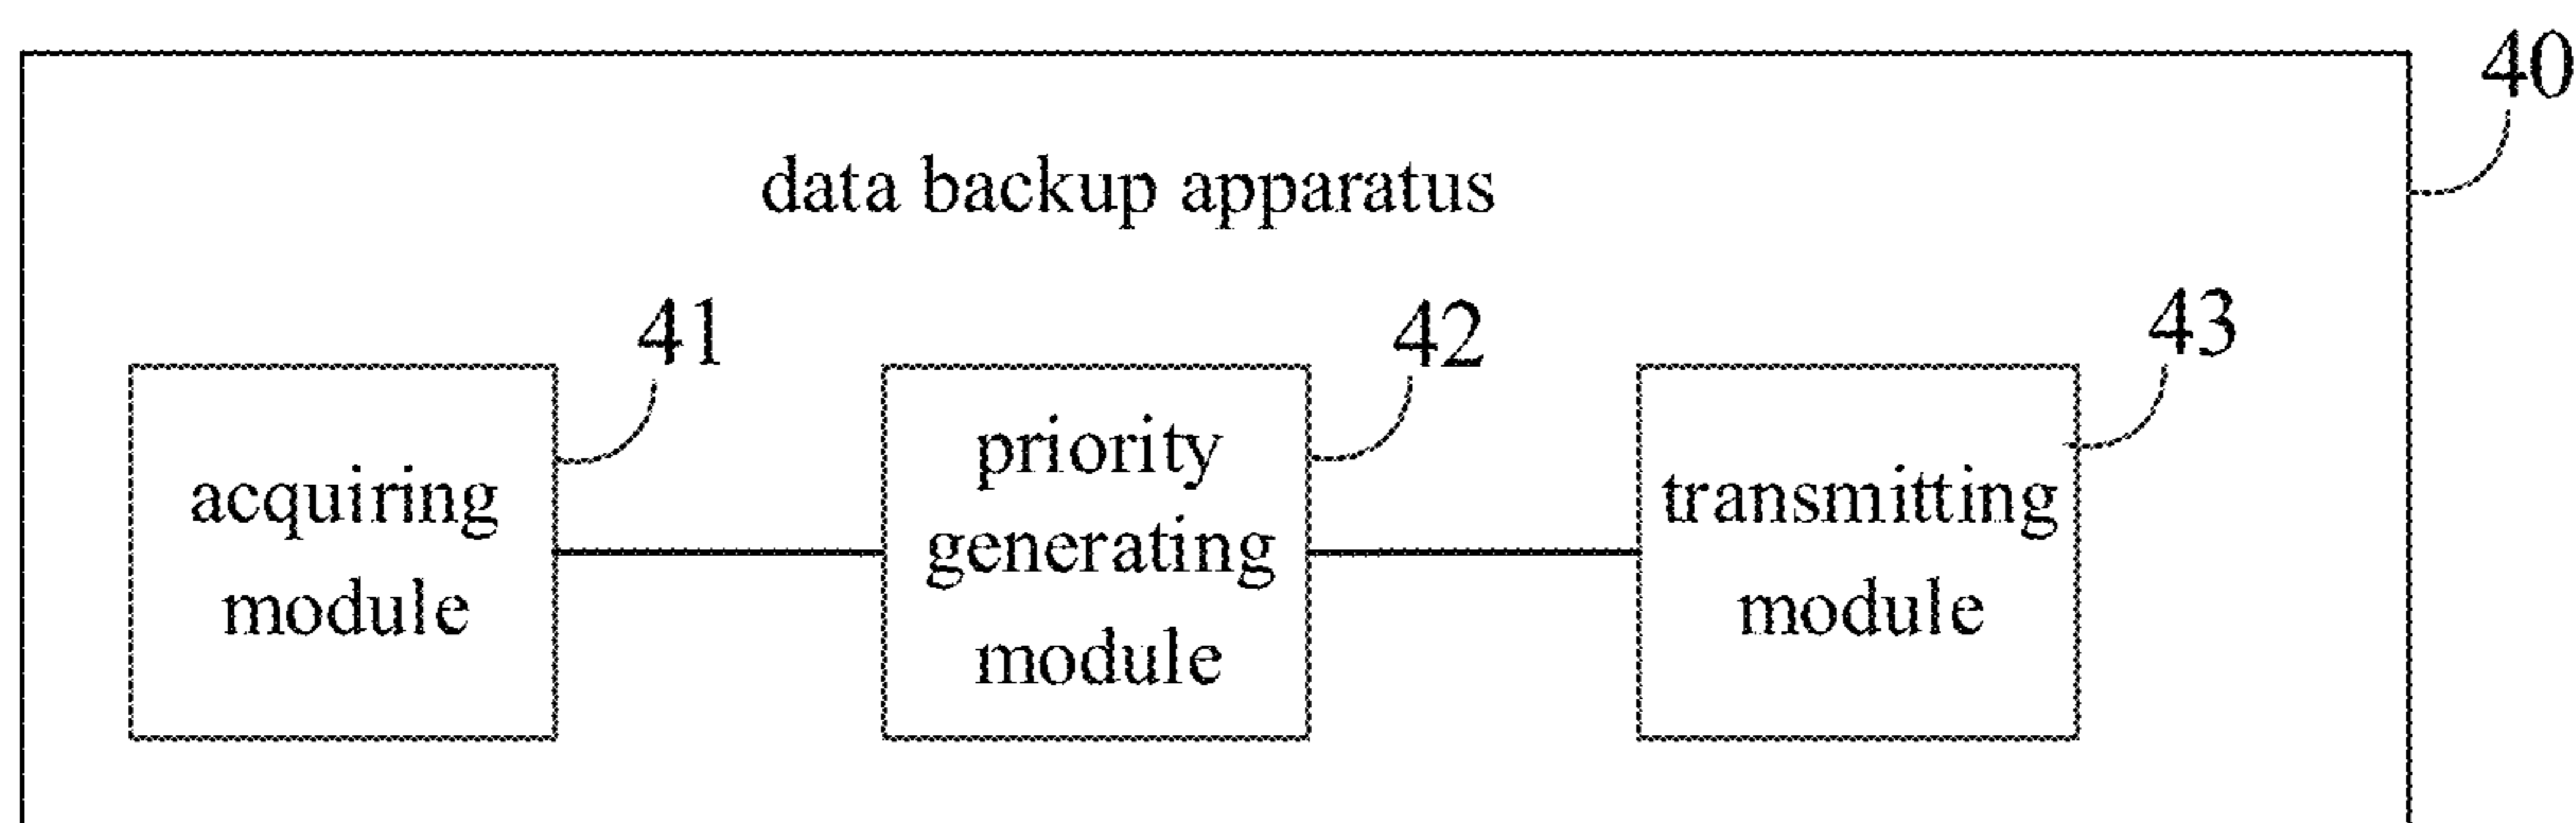 40
data backup apparatus
41
42
43
acquiring
module
priority
generating
module
transmitting
module